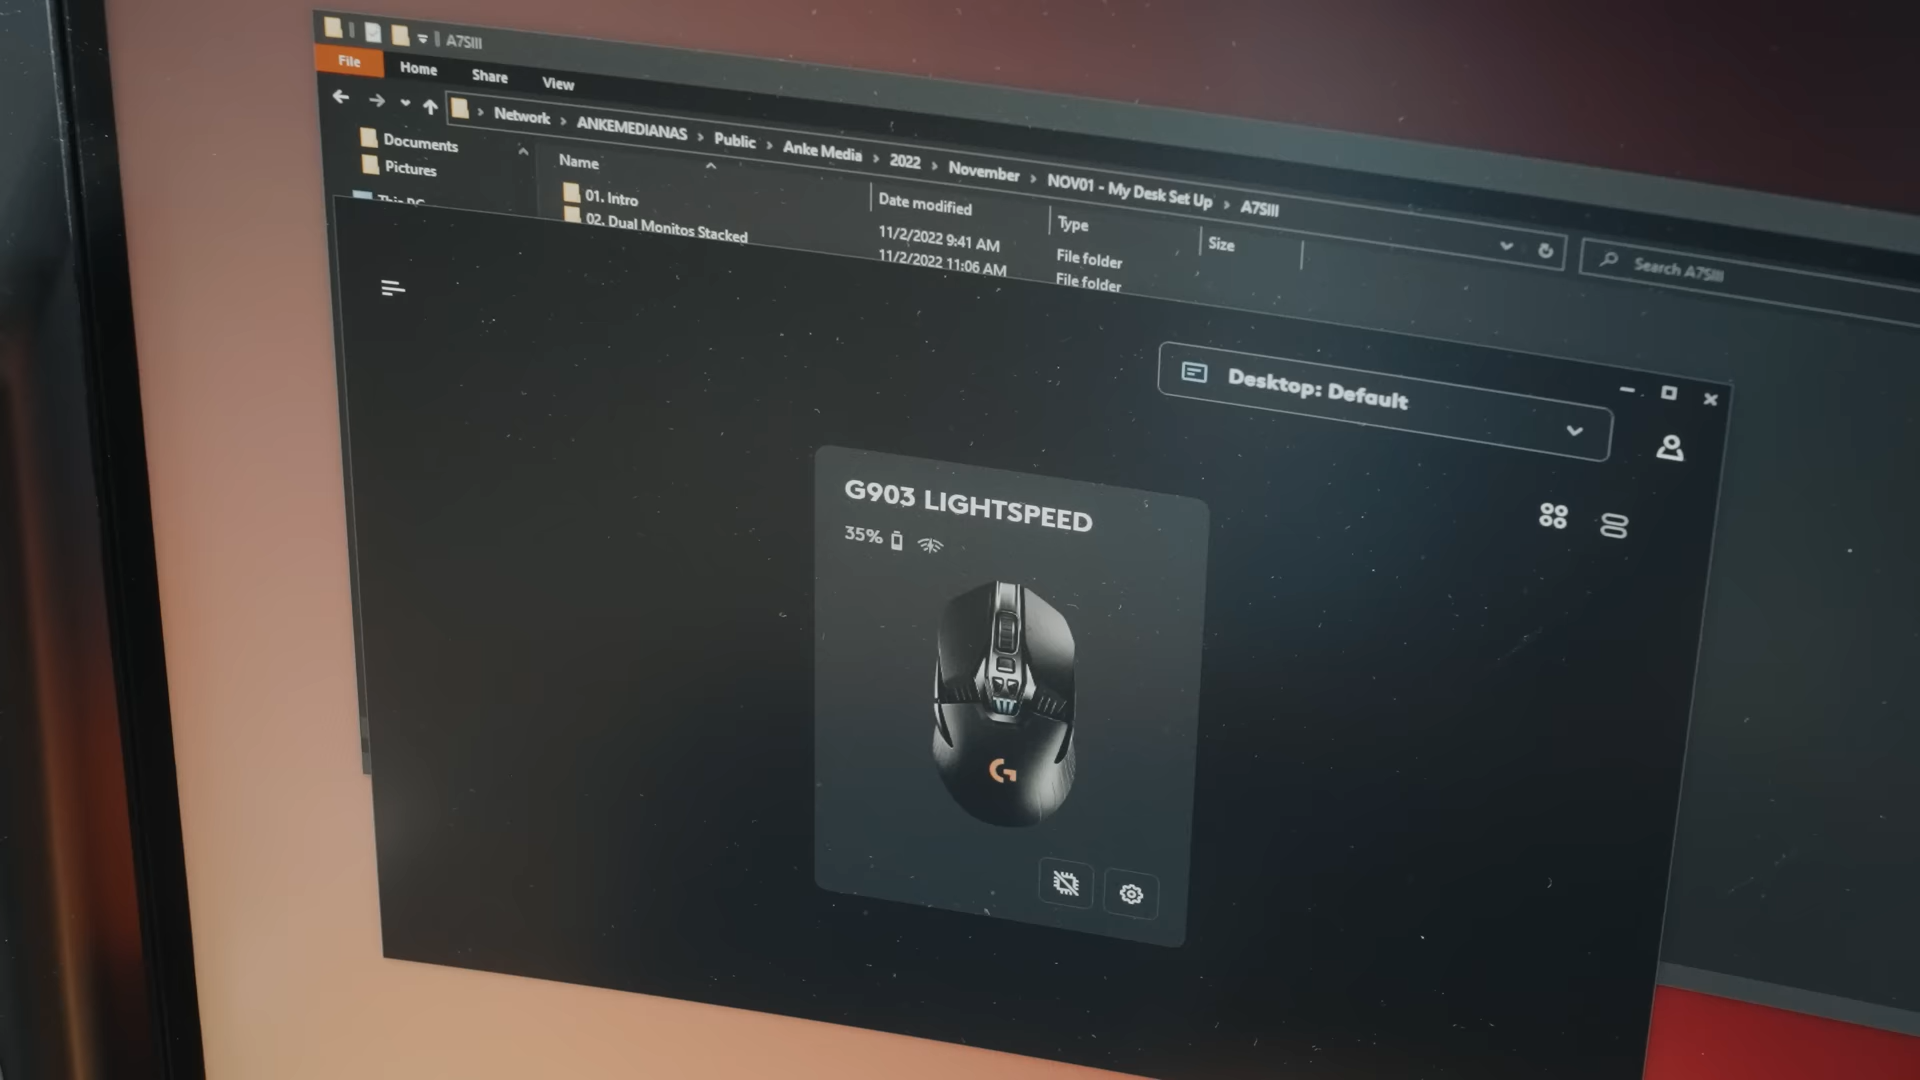 A7SIII
File Home Share View
Network > ANKEMEDIANAS > Public > Anke Media > 2022 > November > NOV01 - My Desk Set Up > A7SIII
Search A7SIII
Documents
Pictures
This PC
Name Date modified Type Size
01. Intro 11/2/2022 9:41 AM File folder
02. Dual Monitos Stacked 11/2/2022 11:06 AM File folder
Desktop: Default
G903 LIGHTSPEED
35%